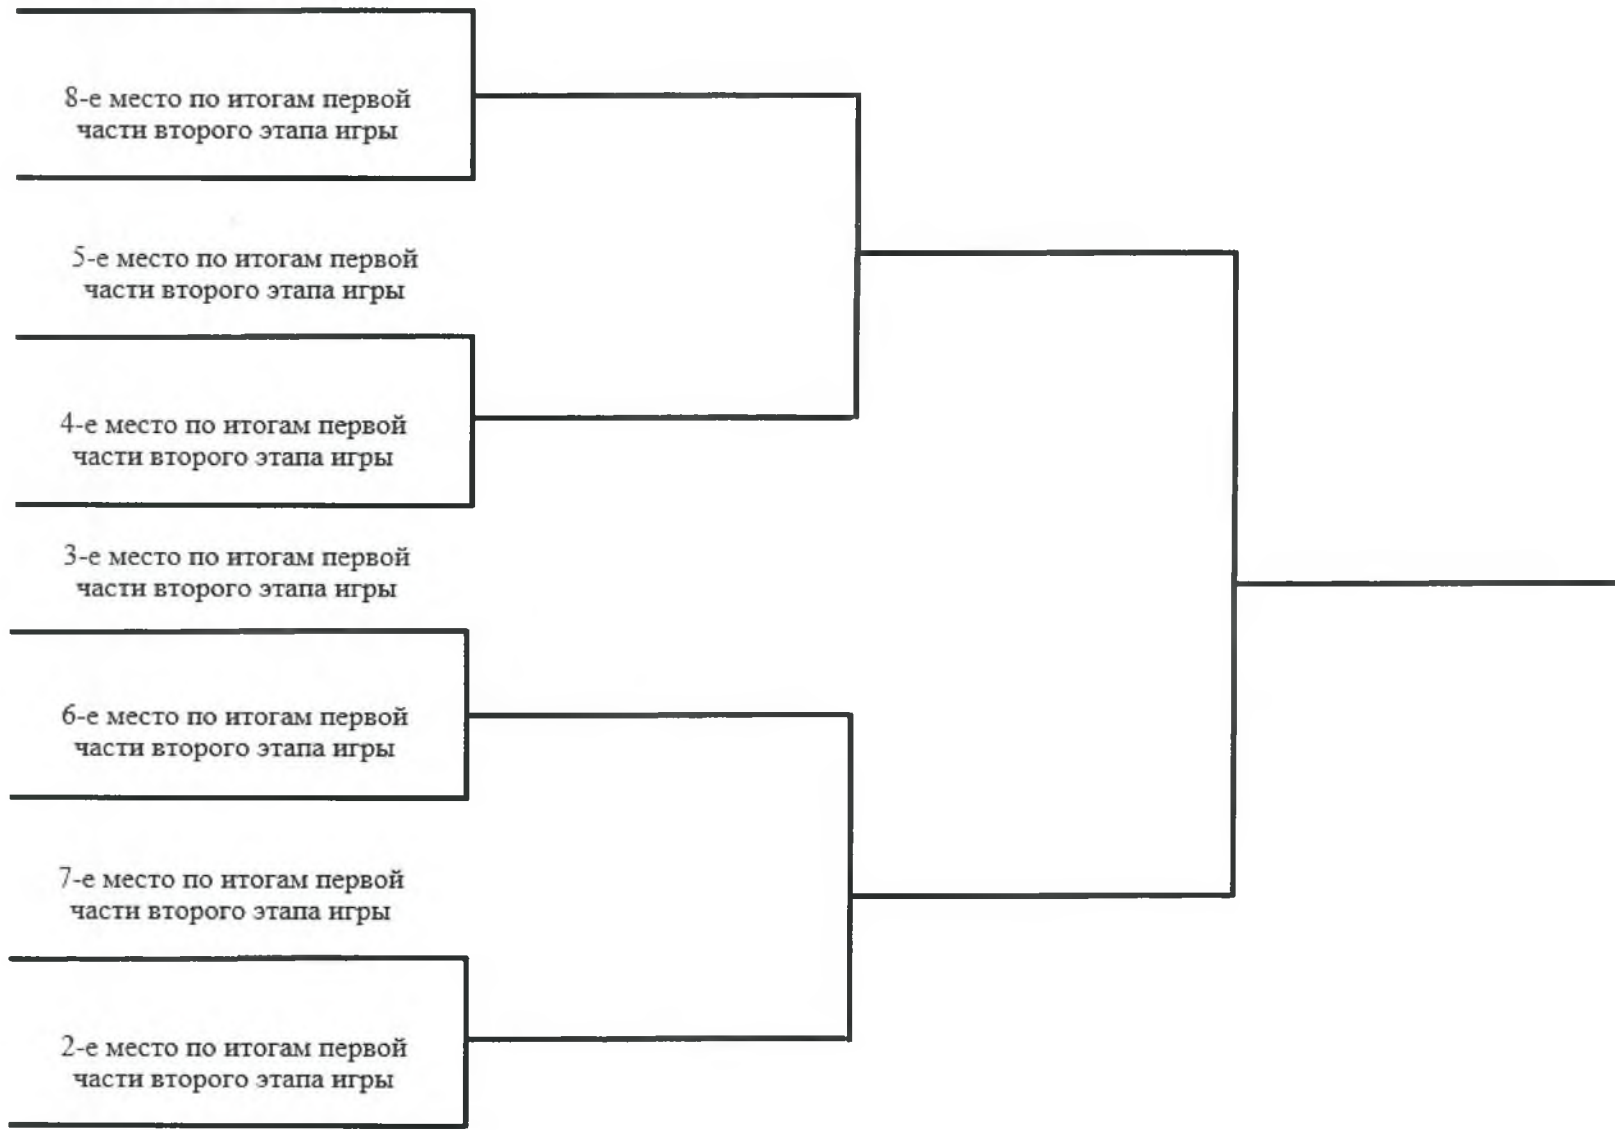 8-е место по итогам первой
части второго этапа игры
5-е место по итогам первой
части второго этапа игры
4-е место по итогам первой
части второго этапа игры
3-е место по итогам первой
части второго этапа игры
6-е место по итогам первой
части второго этапа игры
7-е место по итогам первой
части второго этапа игры
2-е место по итогам первой
части второго этапа игры